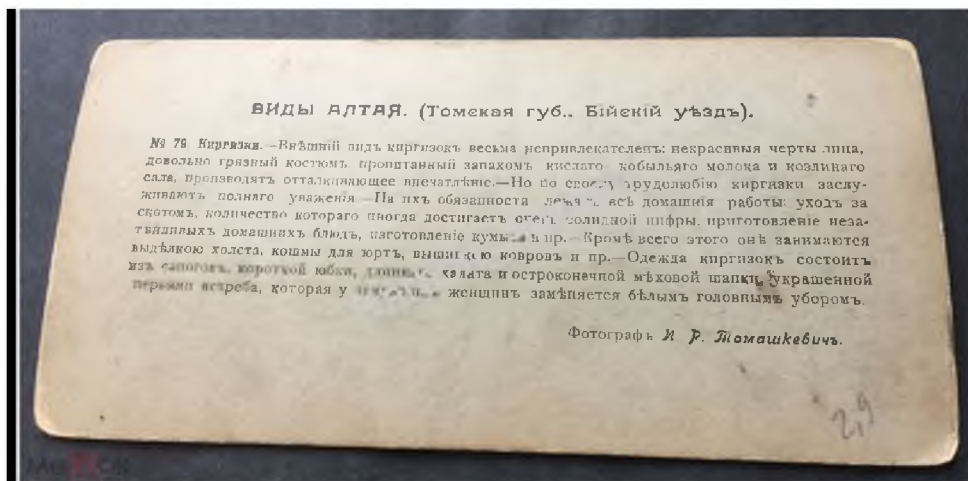 ВИДЫ АЛТАЯ. (Томская губ., Бійскій уѣздъ).
№ 79 Киргизки.—Внѣшній видъ киргизокъ весьма непривлекателенъ: некрасивыя черты лица,
довольно грязный костюмъ, пропитанный запахомъ кислаго кобыльяго молока и козлинаго
сала, производятъ отталкивающее впечатлѣніе.—Но по своему трудолюбію киргизки заслу-
живаютъ полнаго уваженія—На ихъ обязанности всѣ домашнія работы: уходъ за
скотомъ, количество котораго иногда достигаетъ очень солидной цифры, приготовленіе неза-
тѣйливыхъ домашнихъ блюдъ, изготовленіе кумыса и пр.—Кромѣ всего этого онѣ занимаются
выдѣлкою холста, кошмы для юртъ, вышивкою ковровъ и пр.—Одежда киргизокъ состоитъ
изъ сапоговъ, короткой юбки, халата и остроконечной мѣховой шапки, украшенной
перьями ястреба, которая у женщинъ замѣняется бѣлымъ головнымъ уборомъ.
Фотографъ И. Р. Томашкевичъ.
2,9